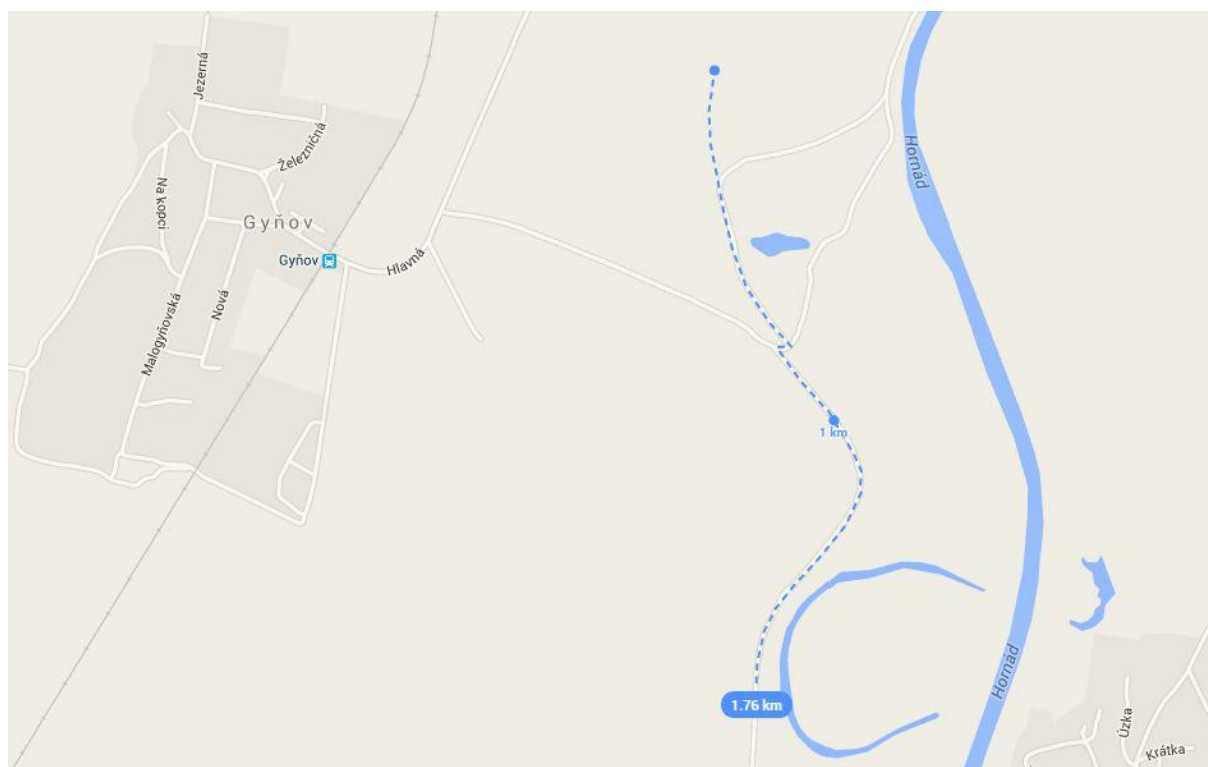 Jezerná
Železničná
Na kopci
Gyňov
Gyňov
Hlavná
Nová
Malogyňovská
Hornád
1 km
Hornád
1.76 km
Úzka
Krátka